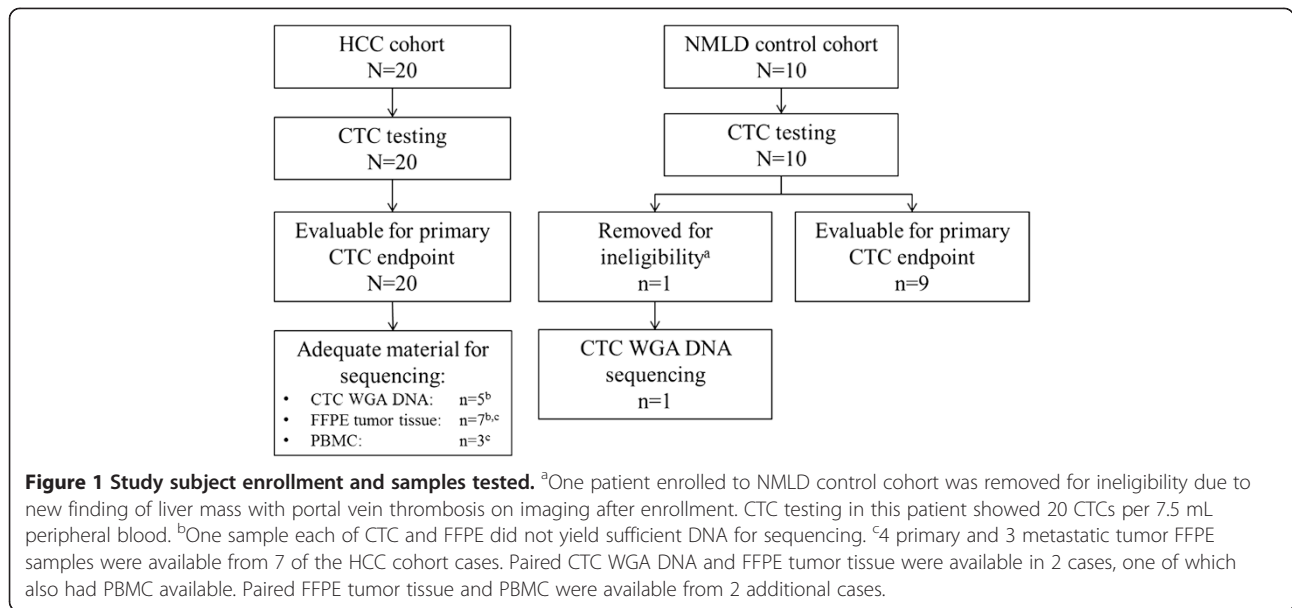 HCC cohort
N=20
NMLD control cohort
N=10
CTC testing
N=20
CTC testing
N=10
Evaluable for primary
CTC endpoint
N=20
Removed for
ineligibilityᵃ
n=1
Evaluable for primary
CTC endpoint
n=9
Adequate material for
sequencing:
• CTC WGA DNA: n=5ᵇ
• FFPE tumor tissue: n=7ᵇ,ᶜ
• PBMC: n=3ᶜ
CTC WGA DNA
sequencing
n=1
Figure 1 Study subject enrollment and samples tested. ᵃOne patient enrolled to NMLD control cohort was removed for ineligibility due to
new finding of liver mass with portal vein thrombosis on imaging after enrollment. CTC testing in this patient showed 20 CTCs per 7.5 mL
peripheral blood. ᵇOne sample each of CTC and FFPE did not yield sufficient DNA for sequencing. ᶜ4 primary and 3 metastatic tumor FFPE
samples were available from 7 of the HCC cohort cases. Paired CTC WGA DNA and FFPE tumor tissue were available in 2 cases, one of which
also had PBMC available. Paired FFPE tumor tissue and PBMC were available from 2 additional cases.